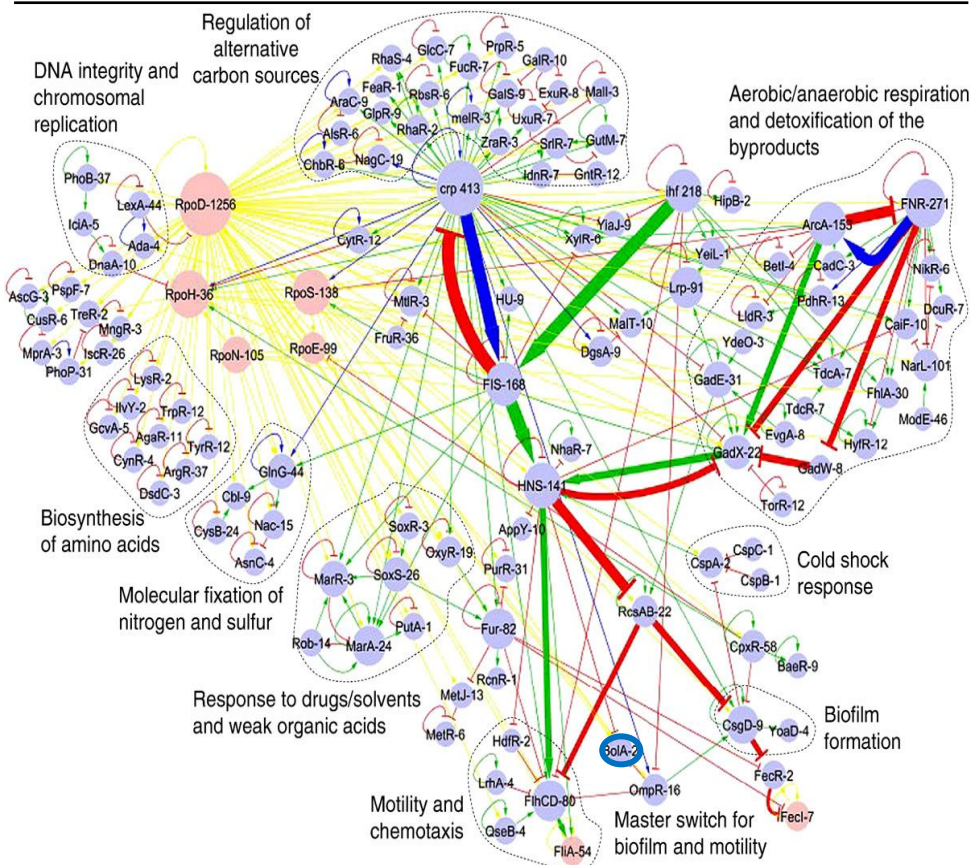 Regulation of
alternative
carbon sources
DNA integrity and
chromosomal
replication
Aerobic/anaerobic respiration
and detoxification of the
byproducts
RhaS-4
GlcC-7
PrpR-5
FucR-7
GalR-10
FeaR-1
RbsR-6
GalS-9
ExuR-8
MalI-3
AraC-9
GlpR-9
melR-3
UxuR-7
AlsR-6
RhaR-2
ZraR-3
SrlR-7
GutM-7
ChbR-8
NagC-19
IdnR-7
GntR-12
PhoB-37
LexA-44
IciA-5
Ada-4
DnaA-10
RpoD-1256
crp 413
ihf 218
HipB-2
FNR-271
ArcA-153
CytR-12
XylR-6
YiaJ-9
YeiL-1
BetI-4
CadC-3
NikR-6
AscG-3
PspF-7
RpoH-36
RpoS-138
MtlR-3
HU-9
Lrp-91
PdhR-13
DcuR-7
CusR-6
TreR-2
MngR-3
FruR-36
MalT-10
LldR-3
CaiF-10
MprA-3
IscR-26
PhoP-31
RpoN-105
RpoE-99
DgsA-9
YdeO-3
NarL-101
LysR-2
FIS-168
GadE-31
TdcA-7
FhlA-30
IlvY-2
TrpR-12
TdcR-7
ModE-46
GcvA-5
AgaR-11
TyrR-12
EvgA-8
HyfR-12
CynR-4
ArgR-37
GlnG-44
NhaR-7
GadX-22
GadW-8
DsdC-3
Cbl-9
HNS-141
TorR-12
Biosynthesis
of amino acids
CysB-24
Nac-15
AsnC-4
SoxR-3
AppY-10
OxyR-19
CspC-1
CspA-2
CspB-1
Cold shock
response
Molecular fixation of
nitrogen and sulfur
MarR-3
SoxS-26
PurR-31
RcsAB-22
PutA-1
Rob-14
MarA-24
Fur-82
CpxR-58
BaeR-9
Response to drugs/solvents
and weak organic acids
RcnR-1
MetJ-13
MetR-6
CsgD-9
YoaD-4
Biofilm
formation
HdfR-2
BolA-2
FecR-2
LrhA-4
FlhCD-80
OmpR-16
FecI-7
Motility and
chemotaxis
QseB-4
FliA-54
Master switch for
biofilm and motility